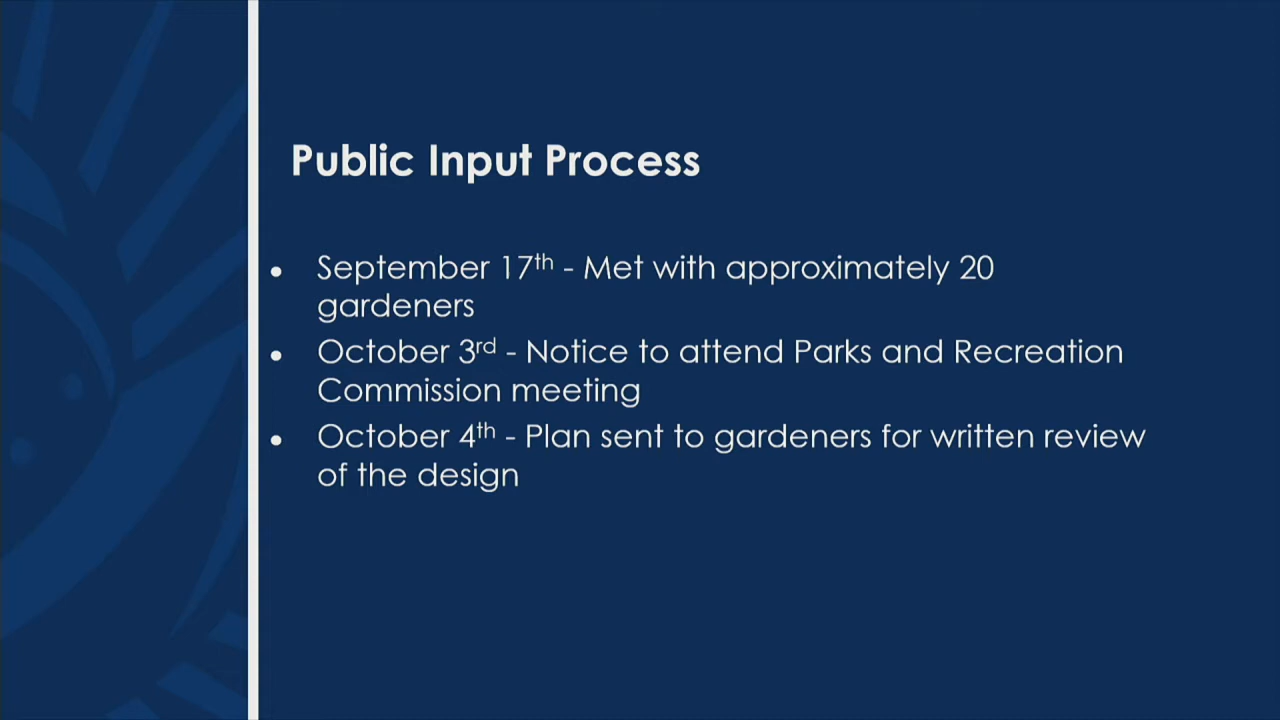 Public Input Process
● September 17th - Met with approximately 20
gardeners
● October 3rd - Notice to attend Parks and Recreation
Commission meeting
● October 4th - Plan sent to gardeners for written review
of the design